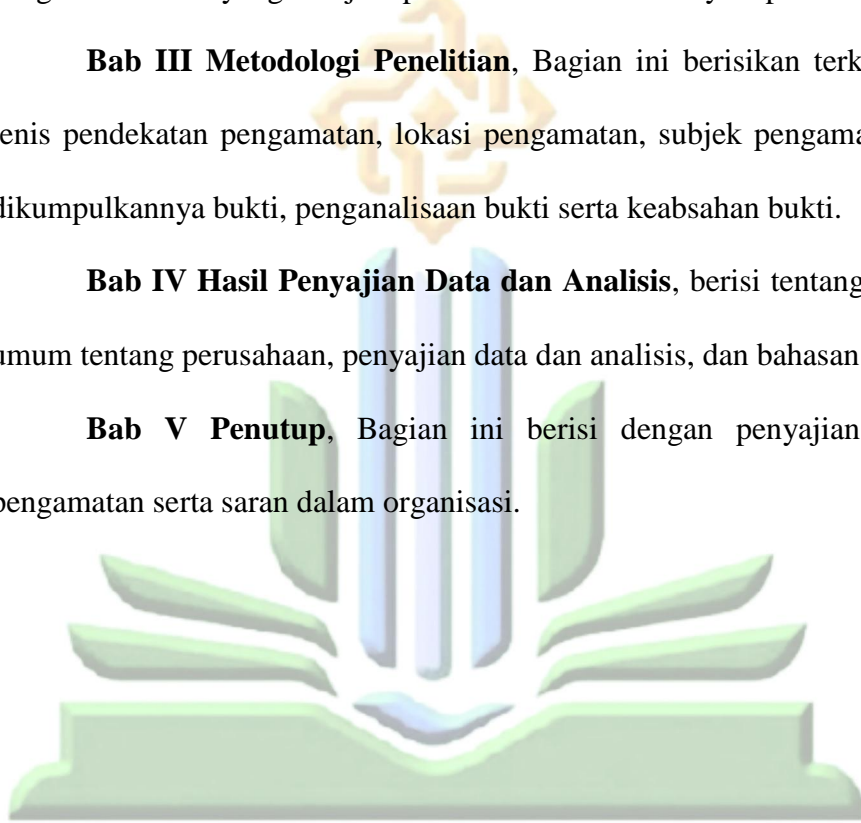 yang
Bab III Metodologi Penelitian, Bagian ini berisikan terk
enis pendekatan pengamatan, lokasi pengamatan, subjek pengama
dikumpulkannya bukti, penganalisaan bukti serta keabsahan bukti.
Bab IV Hasil Penyajian Data dan Analisis, berisi tentang
umum tentang perusahaan, penyajian data dan analisis, dan bahasan
Bab V Penutup, Bagian ini berisi dengan penyajian
pengamatan serta saran dalam organisasi.